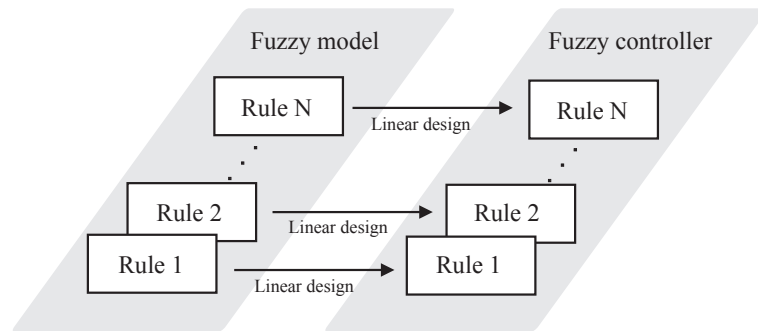 Fuzzy model
Fuzzy controller
Rule N
Linear design
Rule N
Rule 2
Linear design
Rule 2
Rule 1
Linear design
Rule 1